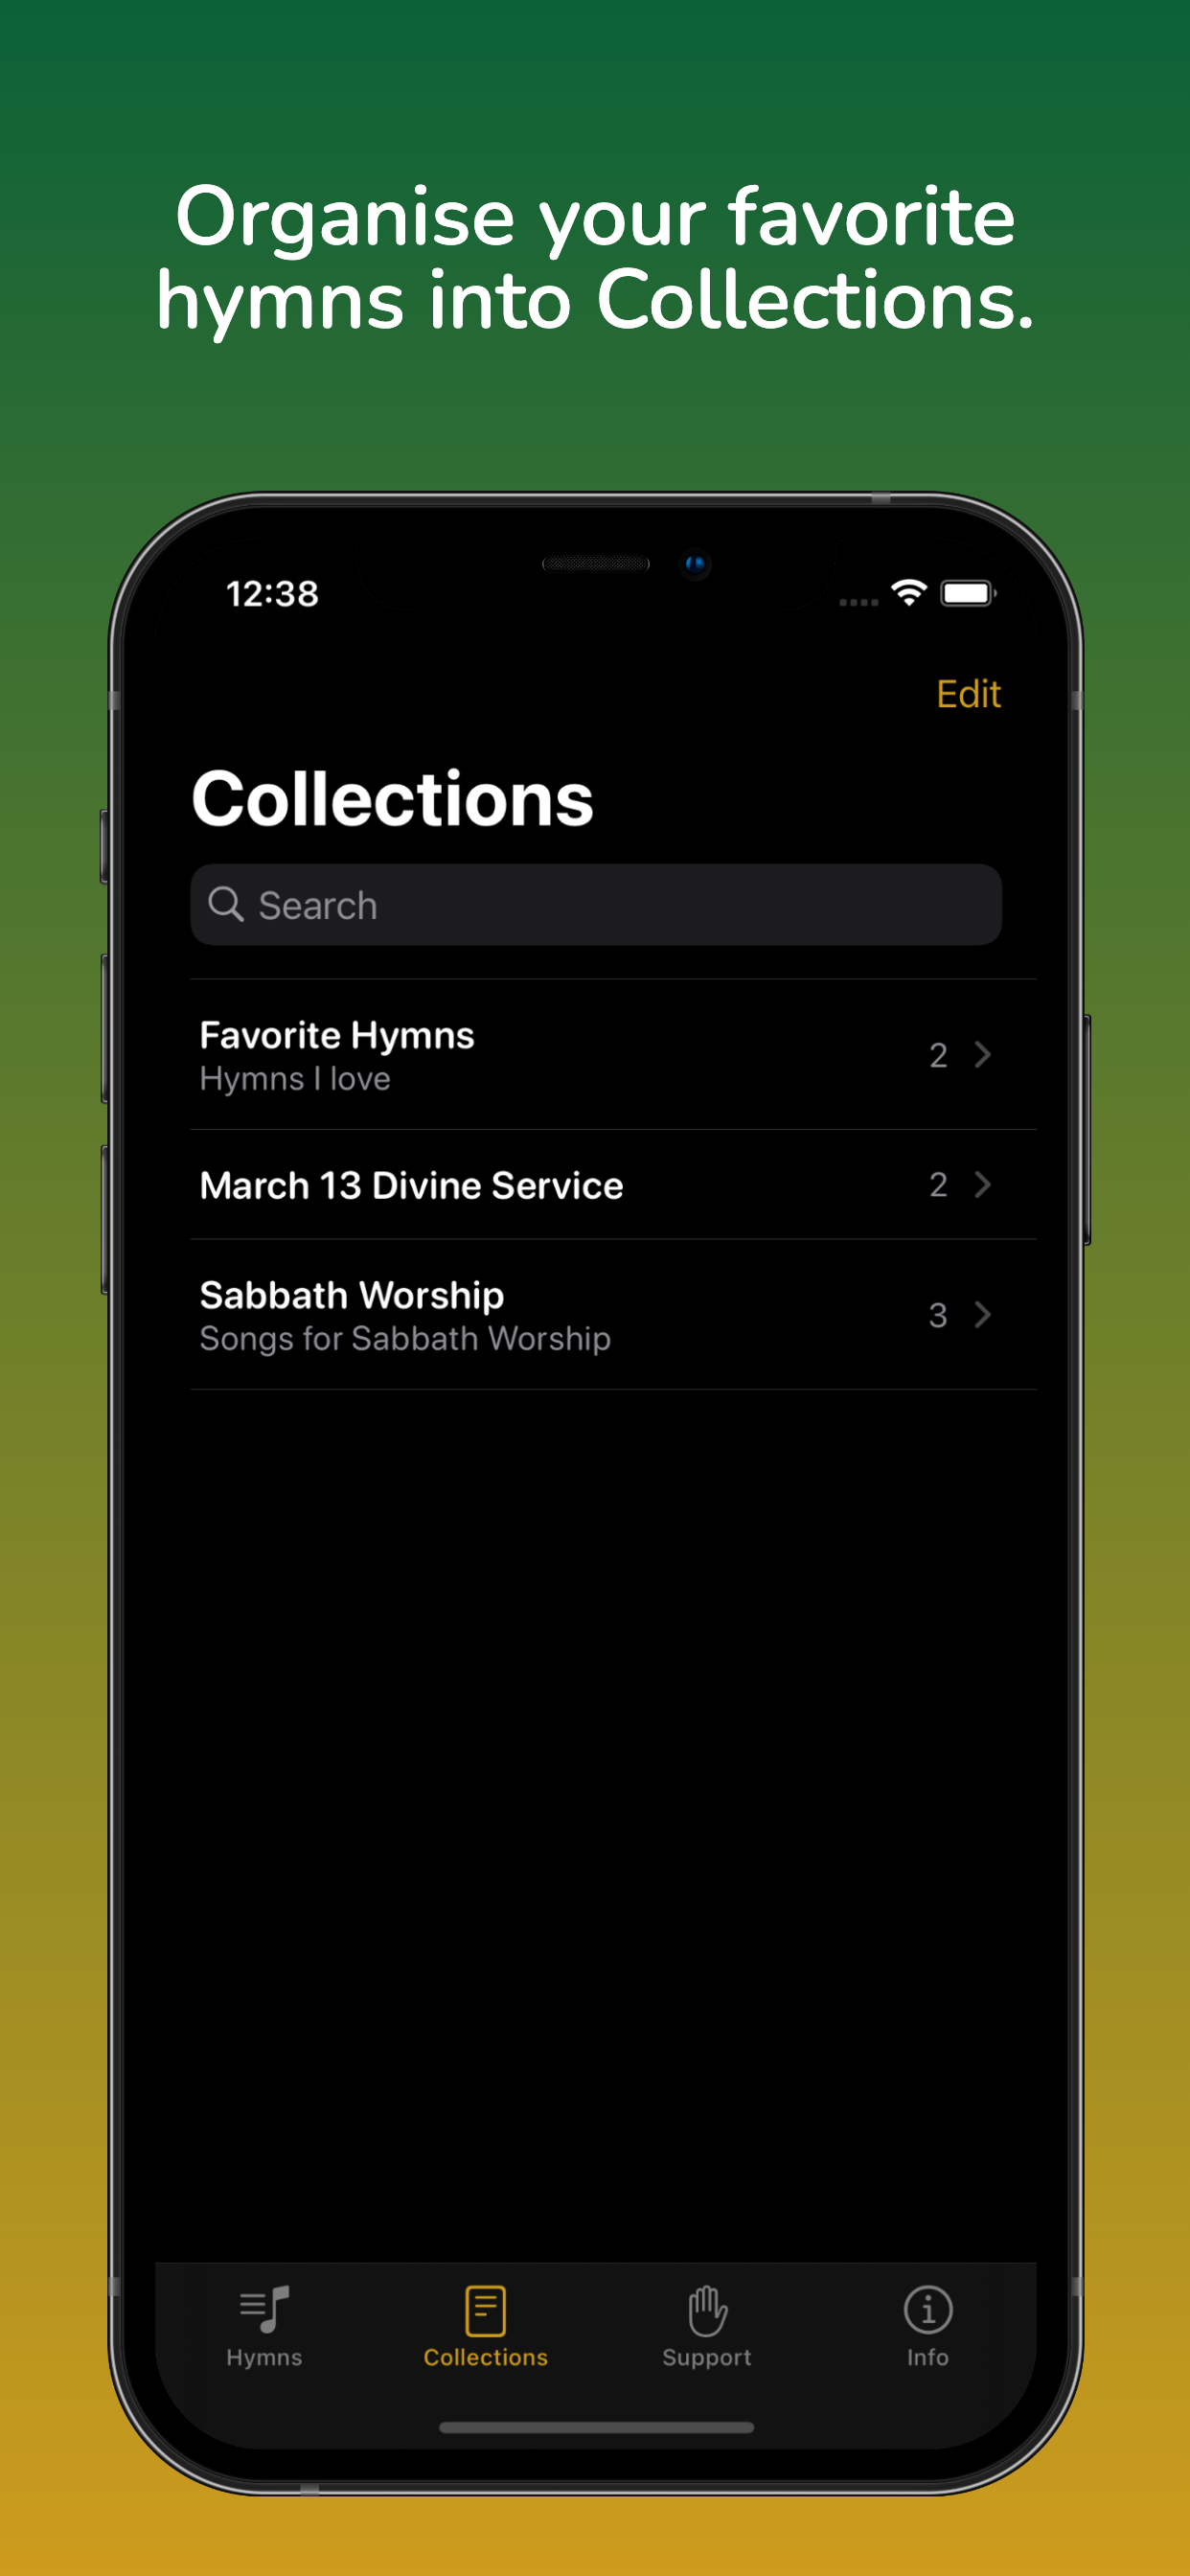 Organise your favorite
hymns into Collections.
12:38
Edit
Collections
Search
Favorite Hymns
Hymns I love
2
March 13 Divine Service
2
Sabbath Worship
Songs for Sabbath Worship
3
Hymns
Collections
Support
Info